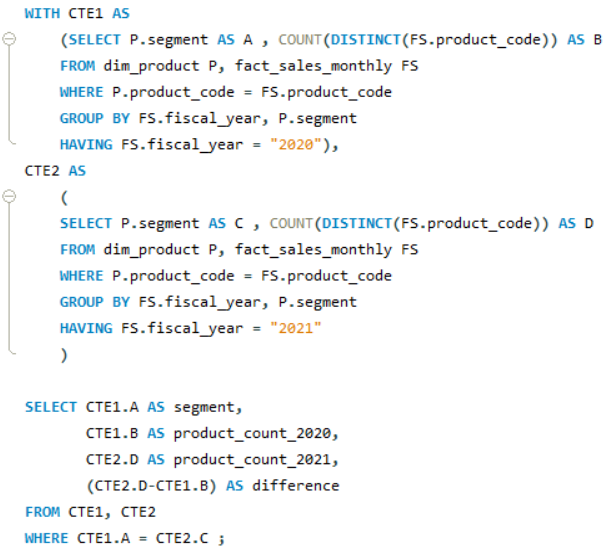 WITH CTE1 AS
(SELECT P.segment AS A , COUNT(DISTINCT(FS.product_code)) AS B
FROM dim_product P, fact_sales_monthly FS
WHERE P.product_code = FS.product_code
GROUP BY FS.fiscal_year, P.segment
HAVING FS.fiscal_year = "2020"),
CTE2 AS
(
SELECT P.segment AS C , COUNT(DISTINCT(FS.product_code)) AS D
FROM dim_product P, fact_sales_monthly FS
WHERE P.product_code = FS.product_code
GROUP BY FS.fiscal_year, P.segment
HAVING FS.fiscal_year = "2021"
)
SELECT CTE1.A AS segment,
CTE1.B AS product_count_2020,
CTE2.D AS product_count_2021,
(CTE2.D-CTE1.B) AS difference
FROM CTE1, CTE2
WHERE CTE1.A = CTE2.C ;